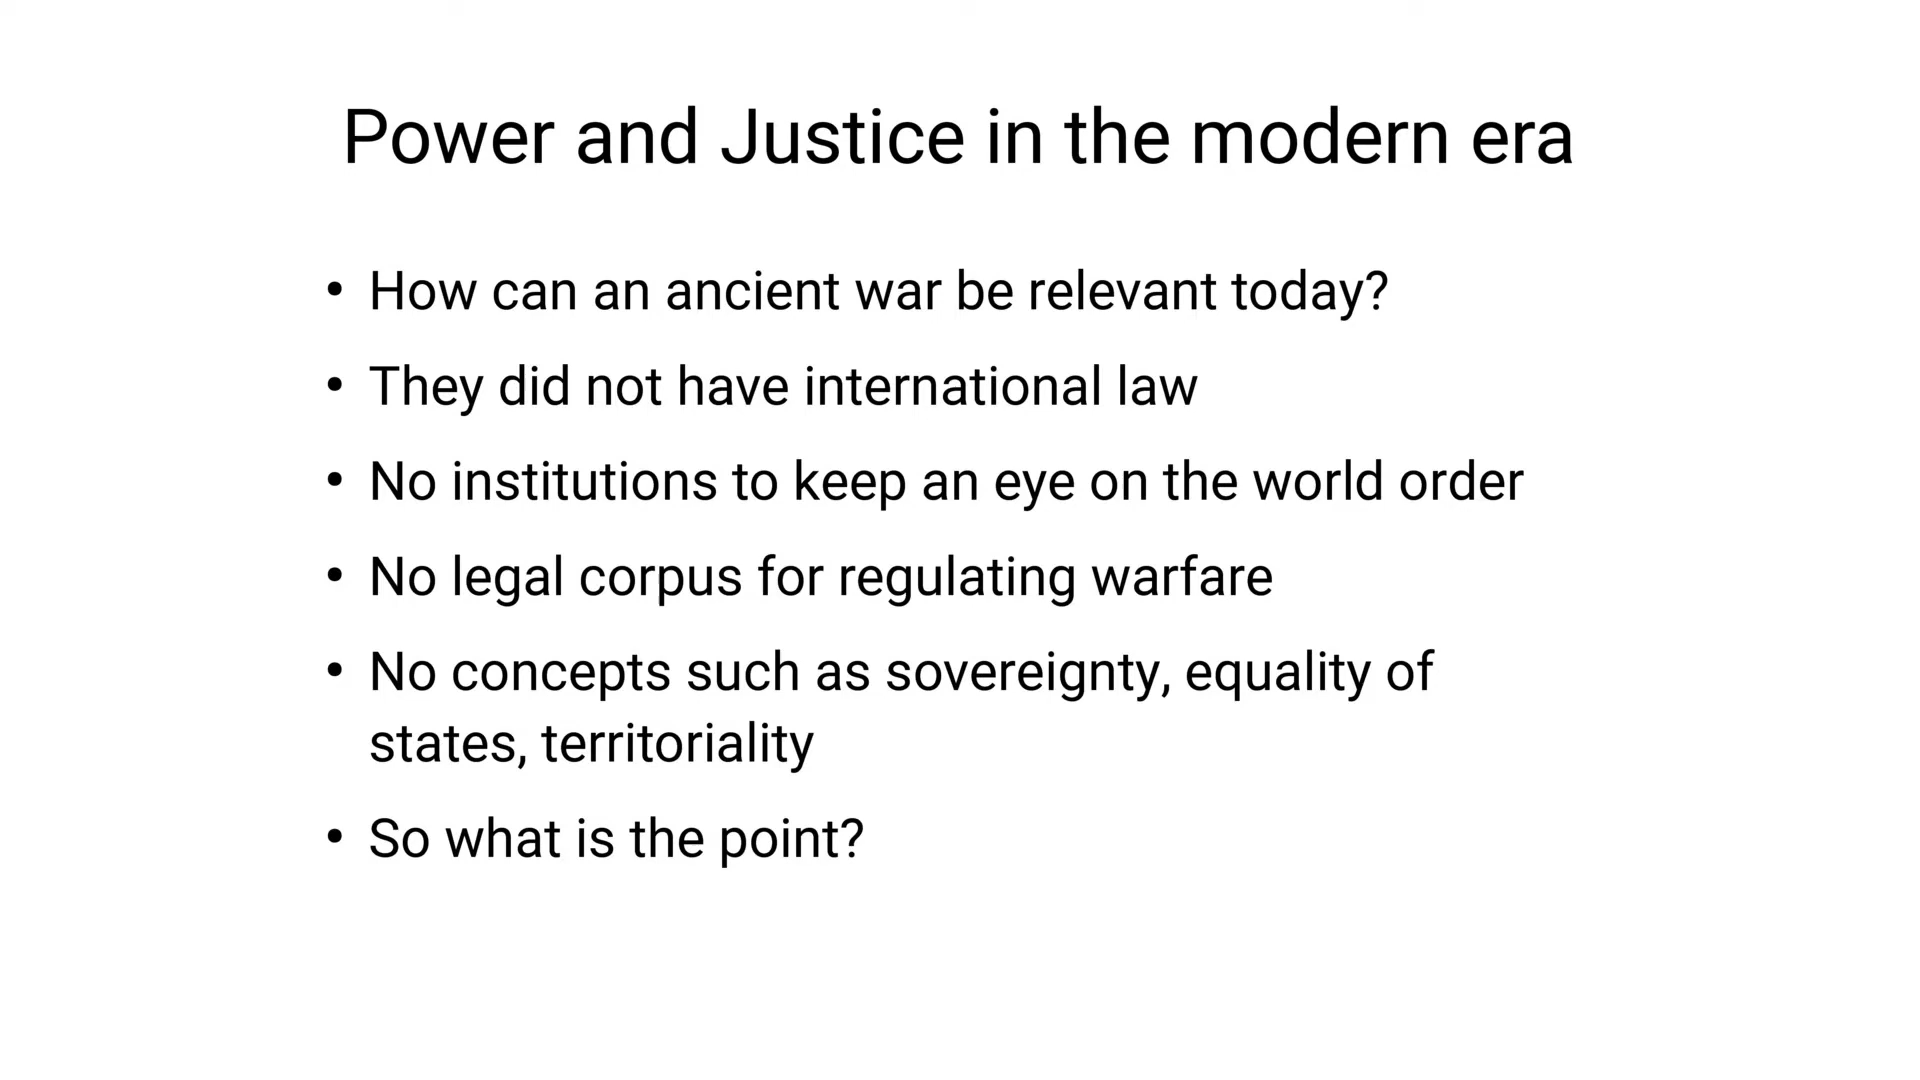 Power and Justice in the modern era
• How can an ancient war be relevant today?
• They did not have international law
• No institutions to keep an eye on the world order
• No legal corpus for regulating warfare
• No concepts such as sovereignty, equality of
states, territoriality
• So what is the point?